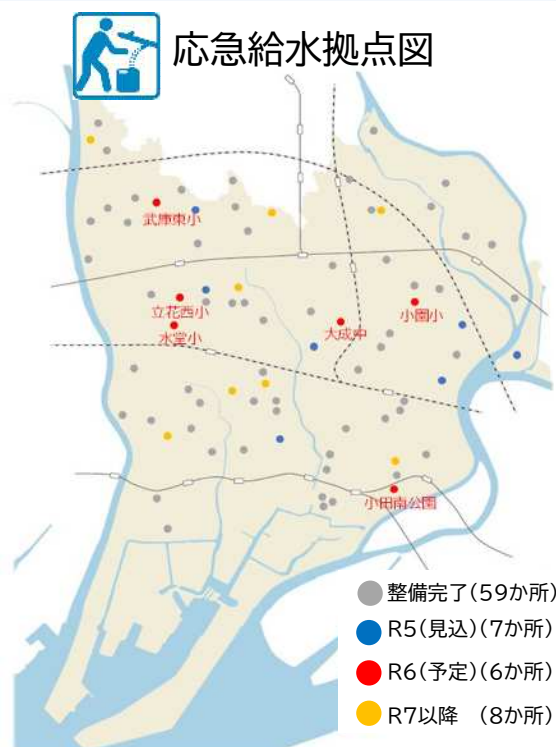 応急給水拠点図
武庫東小
立花西小
水堂小
大成中
小園小
小田南公園
整備完了(59か所)
R5(見込)(7か所)
R6(予定)(6か所)
R7以降　(8か所)